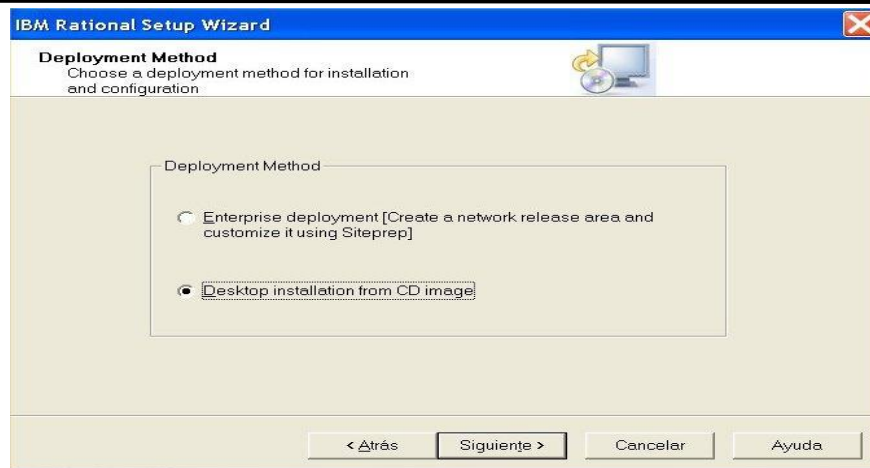 IBM Rational Setup Wizard
Deployment Method
Choose a deployment method for installation
and configuration
Deployment Method
Enterprise deployment [Create a network release area and
customize it using Siteprep]
Desktop installation from CD image
< Atrás Siguiente > Cancelar Ayuda